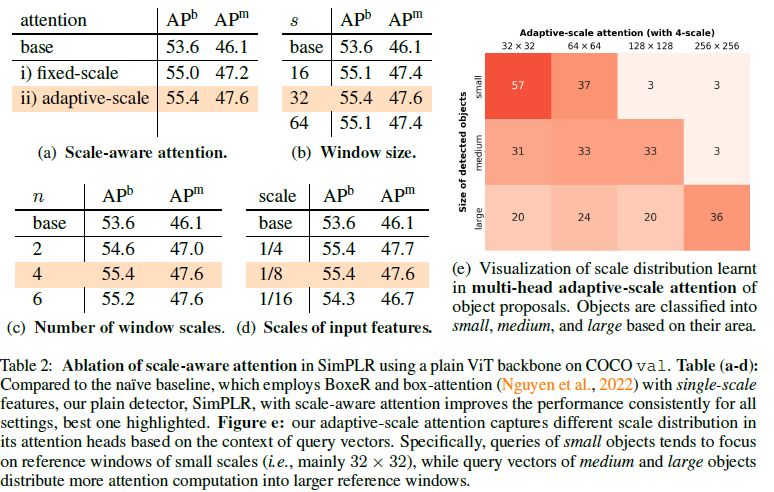 attention APb APm
base 53.6 46.1
i) fixed-scale 55.0 47.2
ii) adaptive-scale 55.4 47.6
(a) Scale-aware attention.
s APb APm
base 53.6 46.1
16 55.1 47.4
32 55.4 47.6
64 55.1 47.4
(b) Window size.
n APb APm
base 53.6 46.1
2 54.6 47.0
4 55.4 47.6
6 55.2 47.6
(c) Number of window scales.
scale APb APm
base 53.6 46.1
1/4 55.4 47.7
1/8 55.4 47.6
1/16 54.3 46.7
(d) Scales of input features.
Adaptive-scale attention (with 4-scale)
32 × 32 64 × 64 128 × 128 256 × 256
Size of detected objects
small 57 37 3 3
medium 31 33 33 3
large 20 24 20 36
(e) Visualization of scale distribution learnt
in multi-head adaptive-scale attention of
object proposals. Objects are classified into
small, medium, and large based on their area.
Table 2: Ablation of scale-aware attention in SimPLR using a plain ViT backbone on COCO val. Table (a-d):
Compared to the naïve baseline, which employs BoxeR and box-attention (Nguyen et al., 2022) with single-scale
features, our plain detector, SimPLR, with scale-aware attention improves the performance consistently for all
settings, best one highlighted. Figure e: our adaptive-scale attention captures different scale distribution in
its attention heads based on the context of query vectors. Specifically, queries of small objects tends to focus
on reference windows of small scales (i.e., mainly 32 × 32), while query vectors of medium and large objects
distribute more attention computation into larger reference windows.